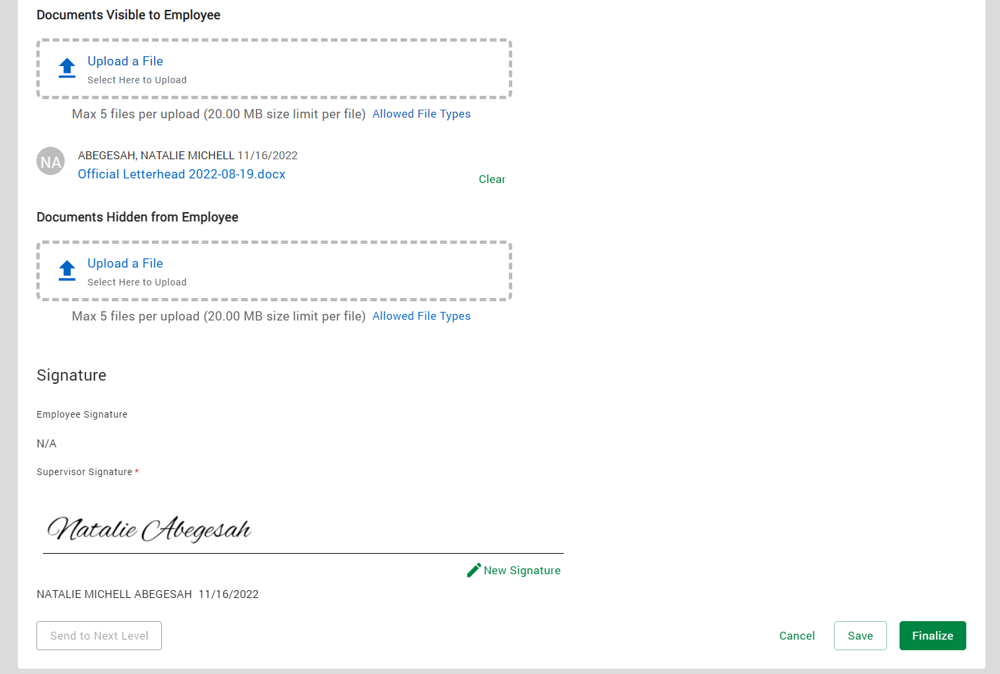 Documents Visible to Employee
Upload a File
Select Here to Upload
Max 5 files per upload (20.00 MB size limit per file) Allowed File Types
NA
ABEGESAH, NATALIE MICHELL 11/16/2022
Official Letterhead 2022-08-19.docx
Clear
Documents Hidden from Employee
Upload a File
Select Here to Upload
Max 5 files per upload (20.00 MB size limit per file) Allowed File Types
Signature
Employee Signature
N/A
Supervisor Signature *
Natalie Abegesah
New Signature
NATALIE MICHELL ABEGESAH 11/16/2022
Send to Next Level Cancel Save Finalize